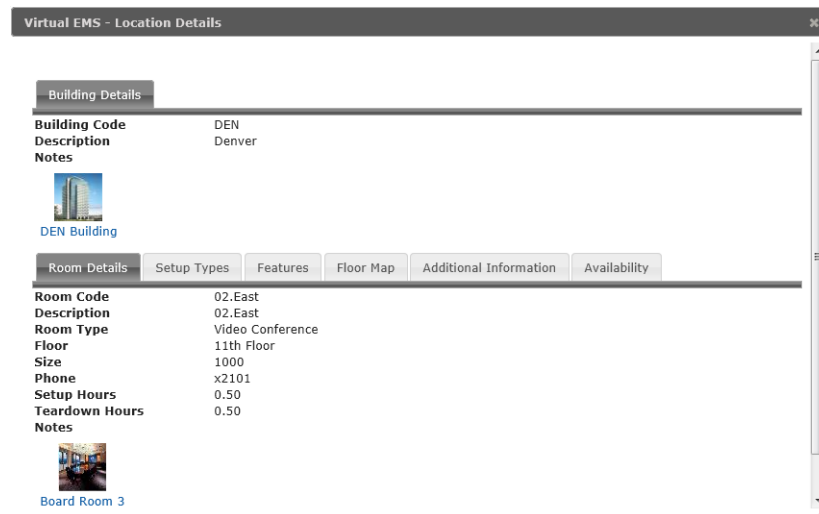 Virtual EMS - Location Details
Building Details
Building Code DEN
Description Denver
Notes
DEN Building
Room Details Setup Types Features Floor Map Additional Information Availability
Room Code 02.East
Description 02.East
Room Type Video Conference
Floor 11th Floor
Size 1000
Phone x2101
Setup Hours 0.50
Teardown Hours 0.50
Notes
Board Room 3